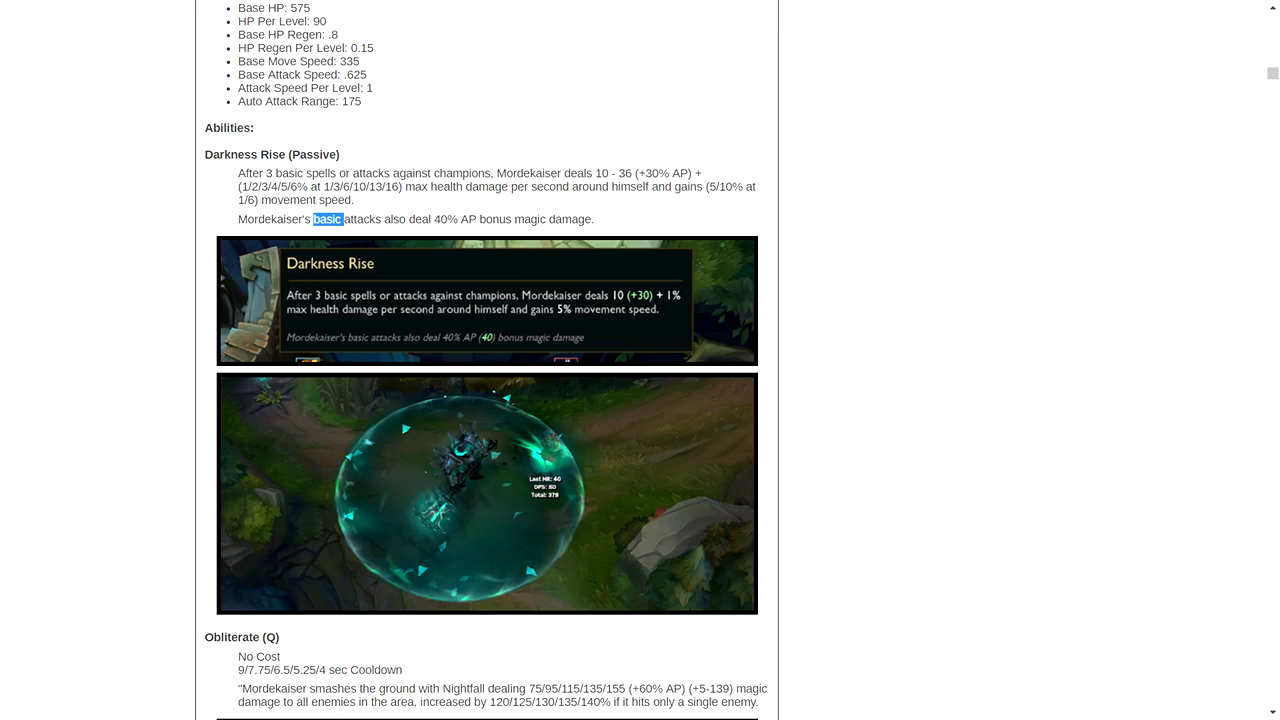 Base HP: 575
HP Per Level: 90
Base HP Regen: .8
HP Regen Per Level: 0.15
Base Move Speed: 335
Base Attack Speed: .625
Attack Speed Per Level: 1
Auto Attack Range: 175
Abilities:
Darkness Rise (Passive)
After 3 basic spells or attacks against champions, Mordekaiser deals 10 - 36 (+30% AP) +
(1/2/3/4/5/6% at 1/3/6/10/13/16) max health damage per second around himself and gains (5/10% at
1/6) movement speed.
Mordekaiser's basic attacks also deal 40% AP bonus magic damage.
Darkness Rise
After 3 basic spells or attacks against champions, Mordekaiser deals 10 (+30) + 1%
max health damage per second around himself and gains 5% movement speed.
Mordekaiser's basic attacks also deal 40% AP (40) bonus magic damage
Last Hit: 40
DPS: 80
Total: 378
Obliterate (Q)
No Cost
9/7.75/6.5/5.25/4 sec Cooldown
"Mordekaiser smashes the ground with Nightfall dealing 75/95/115/135/155 (+60% AP) (+5-139) magic
damage to all enemies in the area, increased by 120/125/130/135/140% if it hits only a single enemy.